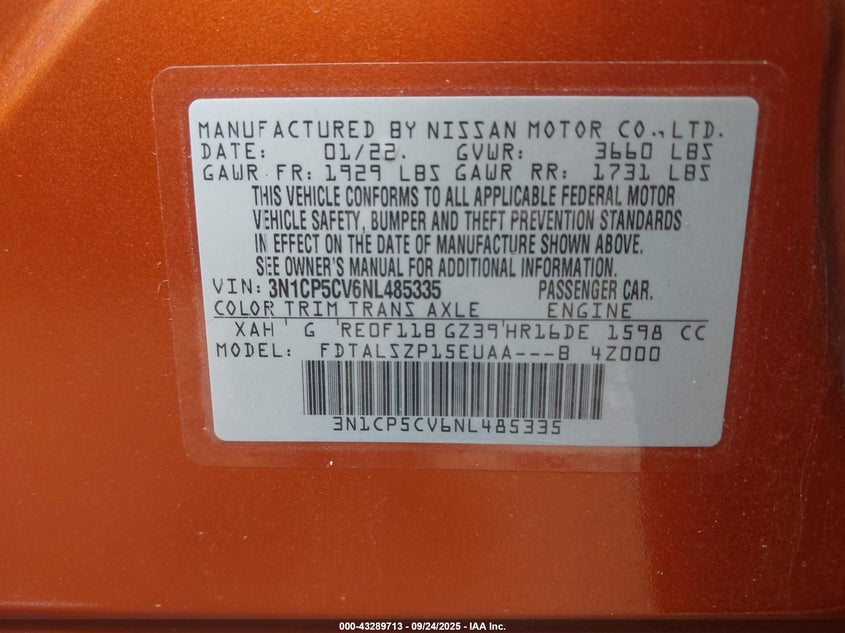 MANUFACTURED BY NISSAN MOTOR CO., LTD.
DATE: 01/22. GVWR: 3660 LBS
GAWR FR: 1929 LBS GAWR RR: 1731 LBS
THIS VEHICLE CONFORMS TO ALL APPLICABLE FEDERAL MOTOR
VEHICLE SAFETY, BUMPER AND THEFT PREVENTION STANDARDS
IN EFFECT ON THE DATE OF MANUFACTURE SHOWN ABOVE.
SEE OWNER'S MANUAL FOR ADDITIONAL INFORMATION.
VIN: 3N1CP5CV6NL485335 PASSENGER CAR.
COLOR TRIM TRANS AXLE ENGINE
XAH G RE0F11B GZ39 HR16DE 1598 CC
MODEL: FDTALSZP15EUAA---B 4Z000
3N1CP5CV6NL485335
000-43289713 - 09/24/2025 - IAA Inc.